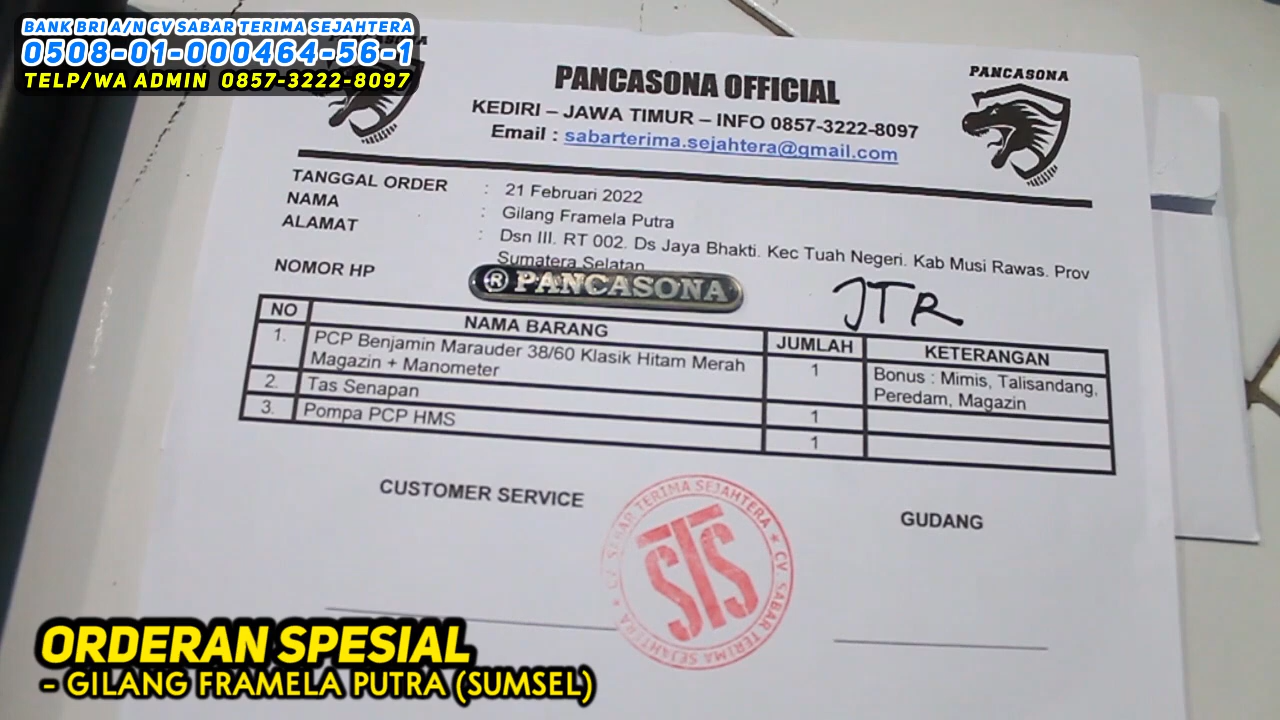 BANK BRI A/N CV SABAR TERIMA SEJAHTERA
0508-01-000464-56-1
TELP/WA ADMIN 0857-3222-8097
PANCASONA OFFICIAL
KEDIRI – JAWA TIMUR – INFO 0857-3222-8097
Email : sabarterima.sejahtera@gmail.com
PANCASONA
TANGGAL ORDER : 21 Februari 2022
NAMA : Gilang Framela Putra
ALAMAT : Dsn III. RT 002. Ds Jaya Bhakti. Kec Tuah Negeri. Kab Musi Rawas. Prov
Sumatera Selatan
NOMOR HP
® PANCASONA
JTR
NO NAMA BARANG JUMLAH KETERANGAN
1. PCP Benjamin Marauder 38/60 Klasik Hitam Merah 1 Bonus : Mimis, Talisandang,
Magazin + Manometer Peredam, Magazin
2. Tas Senapan 1
3. Pompa PCP HMS 1
CUSTOMER SERVICE
GUDANG
CV SABAR TERIMA SEJAHTERA ★ CV SABAR TERIMA SEJAHTERA ★
STS
ORDERAN SPESIAL
- GILANG FRAMELA PUTRA (SUMSEL)